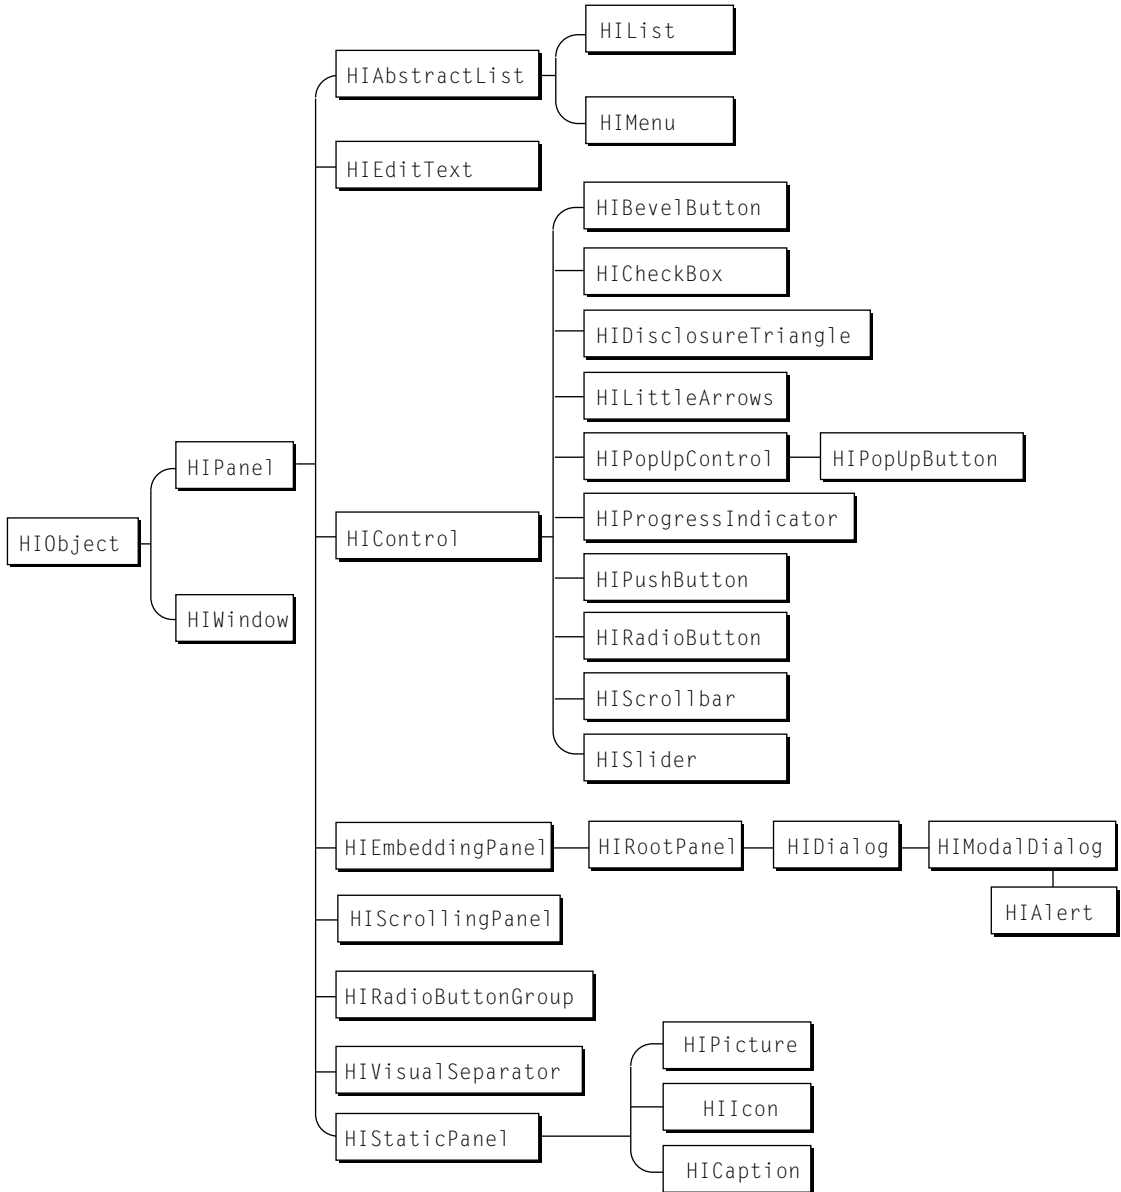 HIList
HIAbstractList
HIMenu
HIEditText
HIBevelButton
HICheckBox
HIDisclosureTriangle
HILittleArrows
HIPanel
HIPopUpControl
HIPopUpButton
HIProgressIndicator
HIObject
HIControl
HIPushButton
HIWindow
HIRadioButton
HIScrollbar
HISlider
HIEmbeddingPanel
HIRootPanel
HIDialog
HIModalDialog
HIAlert
HIScrollingPanel
HIRadioButtonGroup
HIPicture
HIVisualSeparator
HIIcon
HIStaticPanel
HICaption